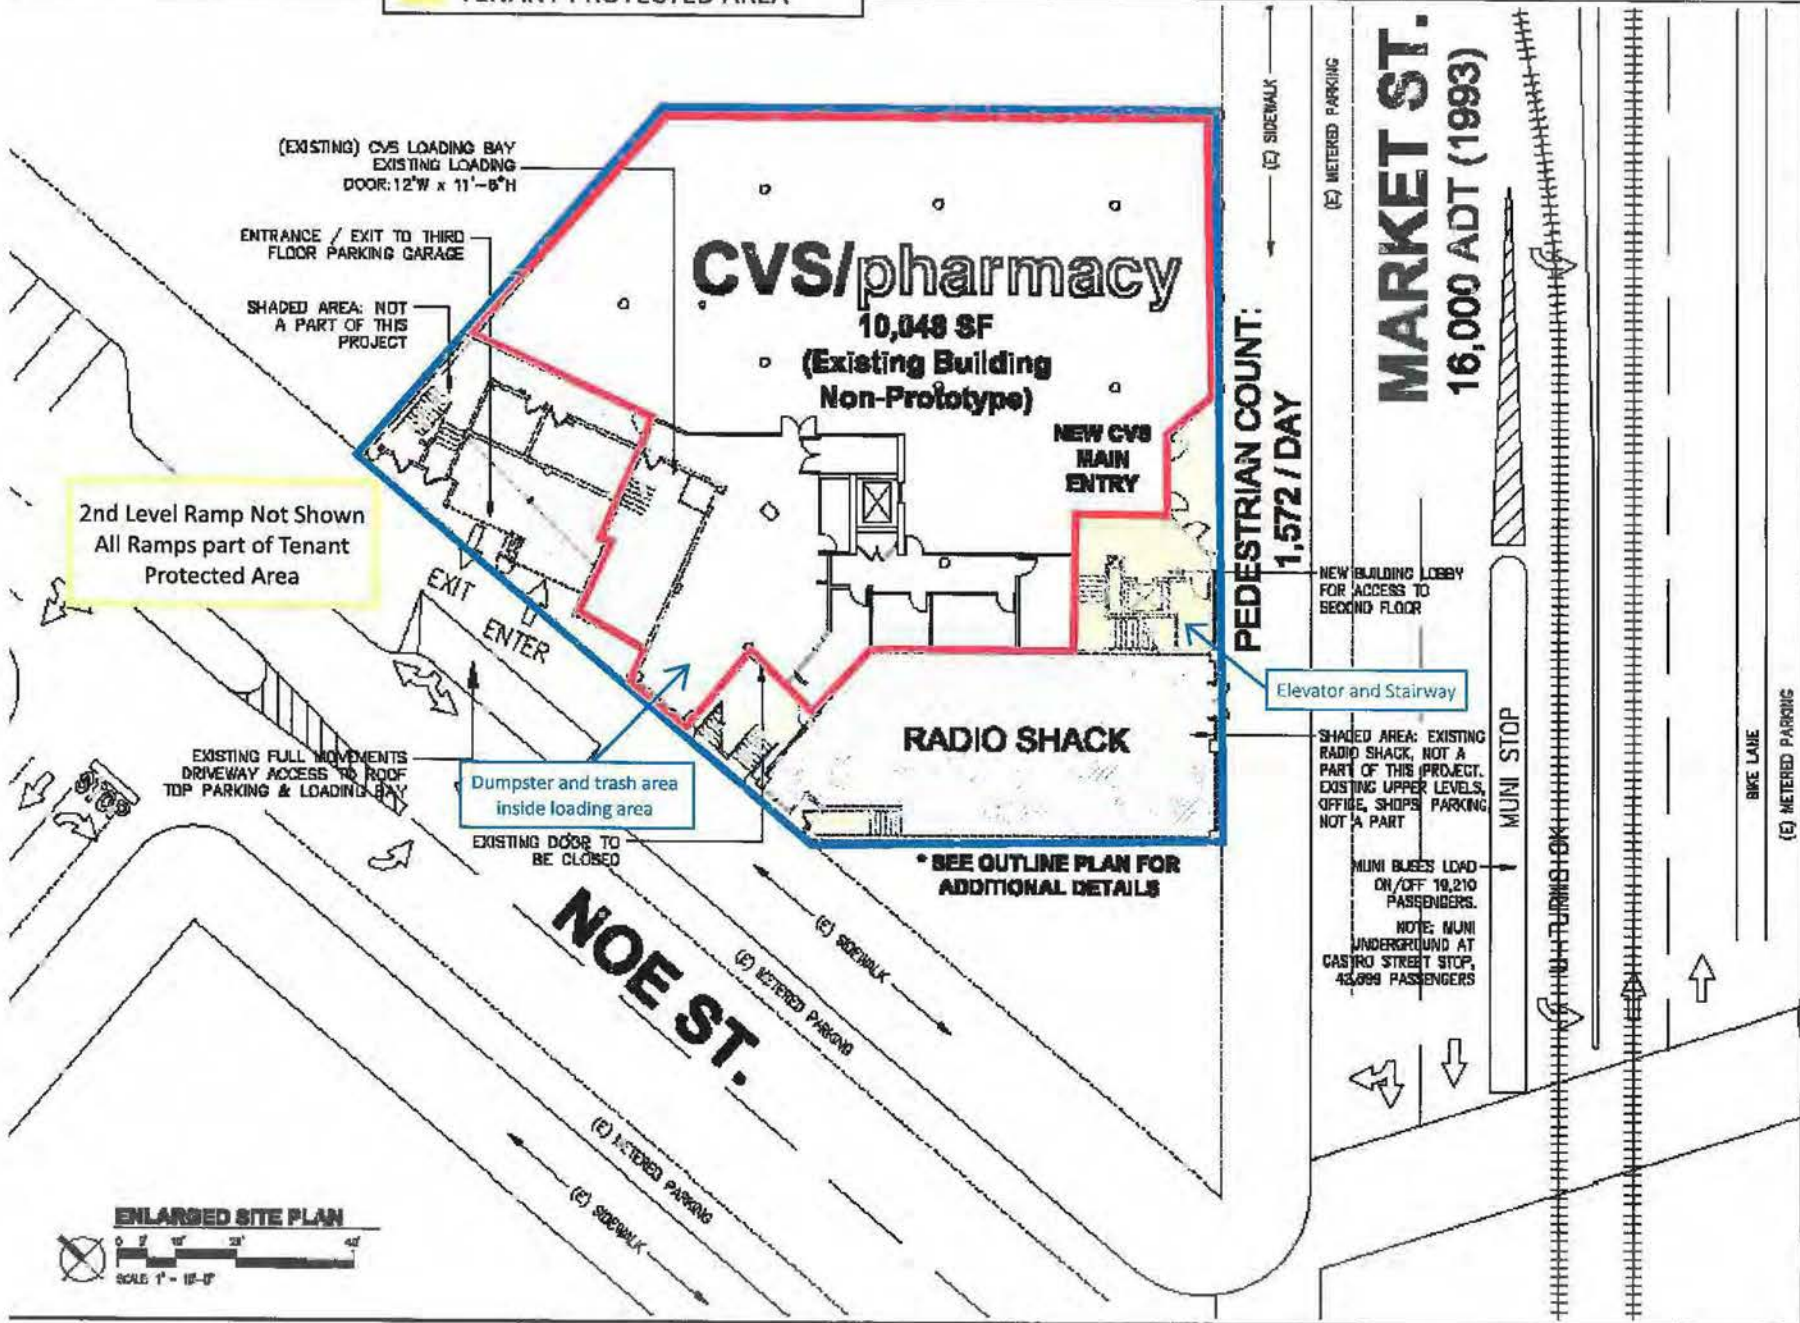 TENANT PROTECTED AREA
(EXISTING) CVS LOADING BAY
EXISTING LOADING
DOOR: 12'W x 11'-8"H
ENTRANCE / EXIT TO THIRD
FLOOR PARKING GARAGE
SHADED AREA: NOT
A PART OF THIS
PROJECT
CVS/pharmacy
10,048 SF
(Existing Building
Non-Prototype)
NEW CVS
MAIN
ENTRY
2nd Level Ramp Not Shown
All Ramps part of Tenant
Protected Area
EXIT
ENTER
(E) SIDEWALK
(E) METERED PARKING
MARKET ST.
16,000 ADT (1993)
PEDESTRIAN COUNT:
1,572 / DAY
NEW BUILDING LOBBY
FOR ACCESS TO
SECOND FLOOR
Elevator and Stairway
RADIO SHACK
SHADED AREA: EXISTING
RADIO SHACK, NOT A
PART OF THIS PROJECT.
EXISTING UPPER LEVELS,
OFFICE, SHOPS, PARKING,
NOT A PART
MUNI STOP
BIKE LANE
(E) METERED PARKING
EXISTING FULL MOVEMENTS
DRIVEWAY ACCESS TO ROOF
TOP PARKING & LOADING BAY
STOP
Dumpster and trash area
inside loading area
EXISTING DOOR TO
BE CLOSED
* SEE OUTLINE PLAN FOR
ADDITIONAL DETAILS
MUNI BUSES LOAD
ON/OFF 19,210
PASSENGERS.
NOTE: MUNI
UNDERGROUND AT
CASTRO STREET STOP,
PASSENGERS
NOE ST.
(E) SIDEWALK
(E) METERED PARKING
(E) METERED PARKING
(E) SIDEWALK
ENLARGED SITE PLAN
0